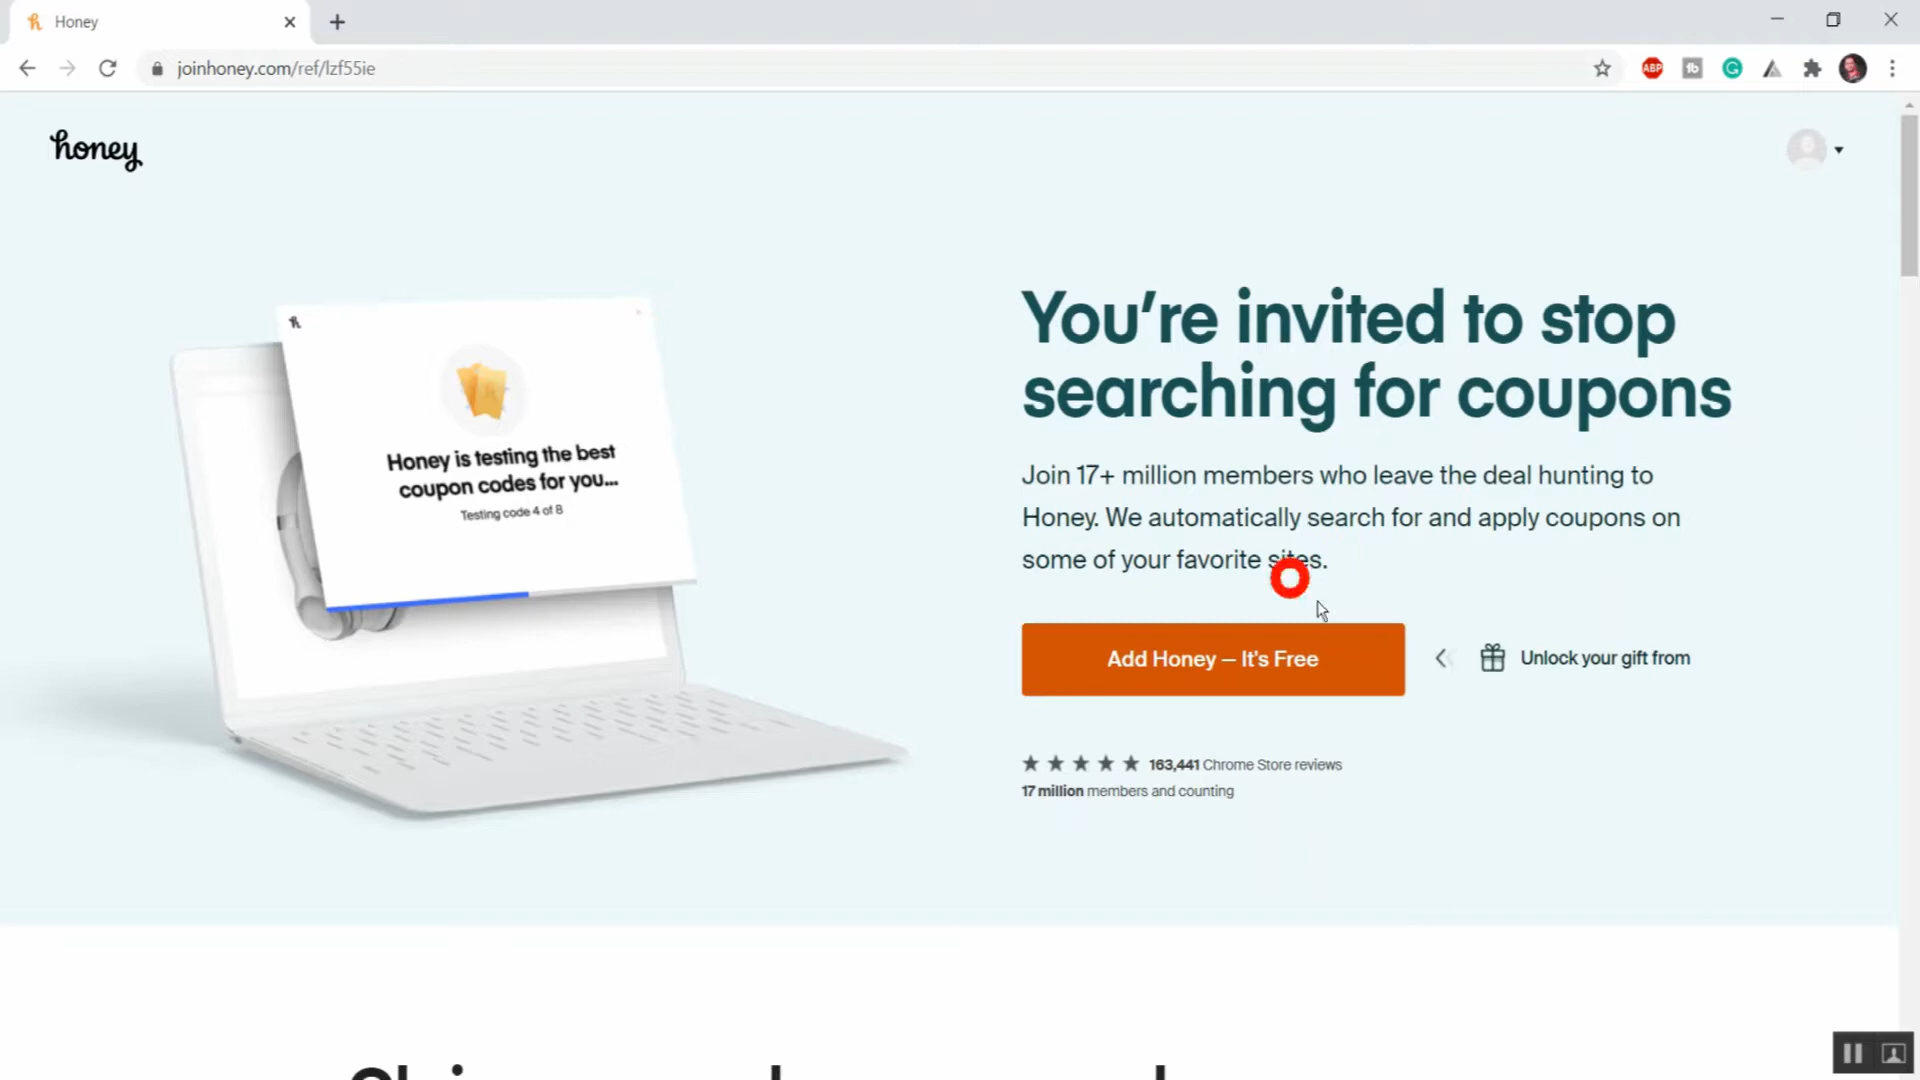 Honey
joinhoney.com/ref/lzf55ie
ABP
honey
You're invited to stop
searching for coupons
Join 17+ million members who leave the deal hunting to
Honey. We automatically search for and apply coupons on
some of your favorite sites.
Honey is testing the best
coupon codes for you...
Testing code 4 of 8
Add Honey – It's Free
Unlock your gift from
163,441 Chrome Store reviews
17 million members and counting